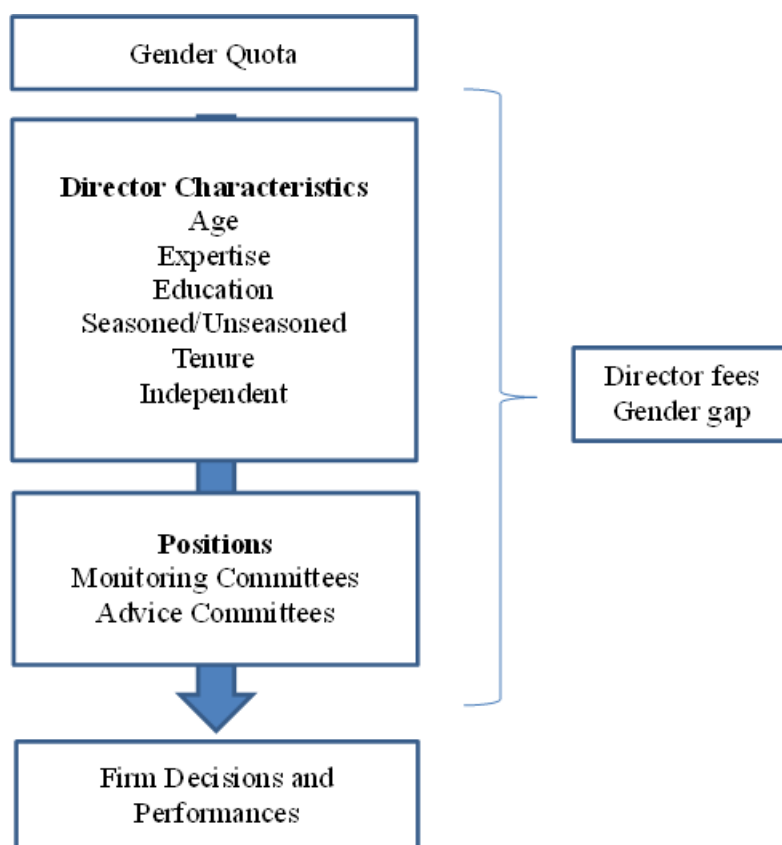 Gender Quota
Director Characteristics
Age
Expertise
Education
Seasoned/Unseasoned
Tenure
Independent
Director fees
Gender gap
Positions
Monitoring Committees
Advice Committees
Firm Decisions and
Performances